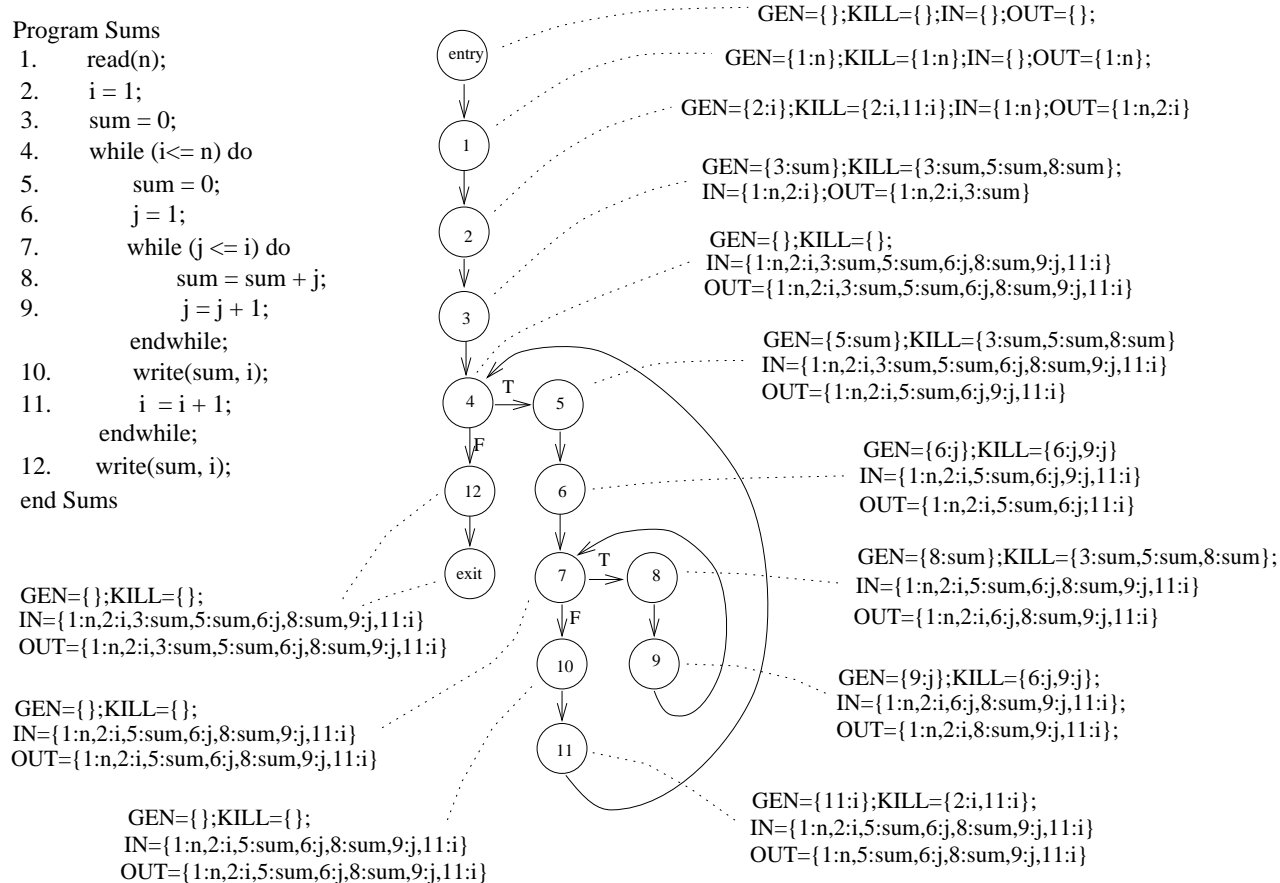 Program Sums
1. read(n);
2. i = 1;
3. sum = 0;
4. while (i<= n) do
5. sum = 0;
6. j = 1;
7. while (j <= i) do
8. sum = sum + j;
9. j = j + 1;
endwhile;
10. write(sum, i);
11. i = i + 1;
endwhile;
12. write(sum, i);
end Sums
entry
1
2
3
4
T
5
F
12
6
exit
7
T
8
F
10
9
11
GEN={};KILL={};IN={};OUT={};
GEN={1:n};KILL={1:n};IN={};OUT={1:n};
GEN={2:i};KILL={2:i,11:i};IN={1:n};OUT={1:n,2:i}
GEN={3:sum};KILL={3:sum,5:sum,8:sum};
IN={1:n,2:i};OUT={1:n,2:i,3:sum}
GEN={};KILL={};
IN={1:n,2:i,3:sum,5:sum,6:j,8:sum,9:j,11:i}
OUT={1:n,2:i,3:sum,5:sum,6:j,8:sum,9:j,11:i}
GEN={5:sum};KILL={3:sum,5:sum,8:sum}
IN={1:n,2:i,3:sum,5:sum,6:j,8:sum,9:j,11:i}
OUT={1:n,2:i,5:sum,6:j,9:j,11:i}
GEN={6:j};KILL={6:j,9:j}
IN={1:n,2:i,5:sum,6:j,9:j,11:i}
OUT={1:n,2:i,5:sum,6:j;11:i}
GEN={8:sum};KILL={3:sum,5:sum,8:sum};
IN={1:n,2:i,5:sum,6:j,8:sum,9:j,11:i}
OUT={1:n,2:i,6:j,8:sum,9:j,11:i}
GEN={9:j};KILL={6:j,9:j};
IN={1:n,2:i,6:j,8:sum,9:j,11:i};
OUT={1:n,2:i,8:sum,9:j,11:i};
GEN={11:i};KILL={2:i,11:i};
IN={1:n,2:i,5:sum,6:j,8:sum,9:j,11:i}
OUT={1:n,5:sum,6:j,8:sum,9:j,11:i}
GEN={};KILL={};
IN={1:n,2:i,3:sum,5:sum,6:j,8:sum,9:j,11:i}
OUT={1:n,2:i,3:sum,5:sum,6:j,8:sum,9:j,11:i}
GEN={};KILL={};
IN={1:n,2:i,5:sum,6:j,8:sum,9:j,11:i}
OUT={1:n,2:i,5:sum,6:j,8:sum,9:j,11:i}
GEN={};KILL={};
IN={1:n,2:i,5:sum,6:j,8:sum,9:j,11:i}
OUT={1:n,2:i,5:sum,6:j,8:sum,9:j,11:i}